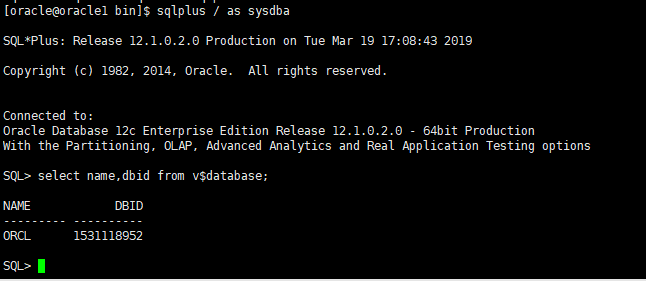 [oracle@oracle1 bin]$ sqlplus / as sysdba
SQL*Plus: Release 12.1.0.2.0 Production on Tue Mar 19 17:08:43 2019
Copyright (c) 1982, 2014, Oracle.  All rights reserved.
Connected to:
Oracle Database 12c Enterprise Edition Release 12.1.0.2.0 - 64bit Production
With the Partitioning, OLAP, Advanced Analytics and Real Application Testing options
SQL> select name,dbid from v$database;
NAME            DBID
--------- ----------
ORCL      1531118952
SQL>